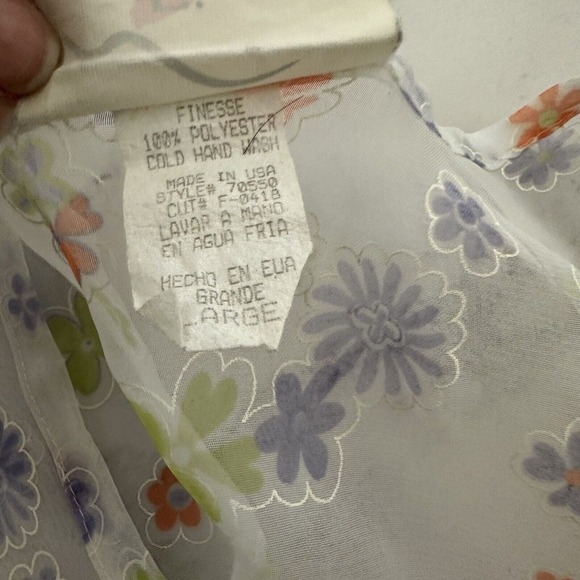 FINESSE
100% POLYESTER
COLD HAND WASH
MADE IN USA
STYLE# 70550
CUT# F-0418
LAVAR A MANO
EN AGUA FRIA
HECHO EN EUA
GRANDE
LARGE